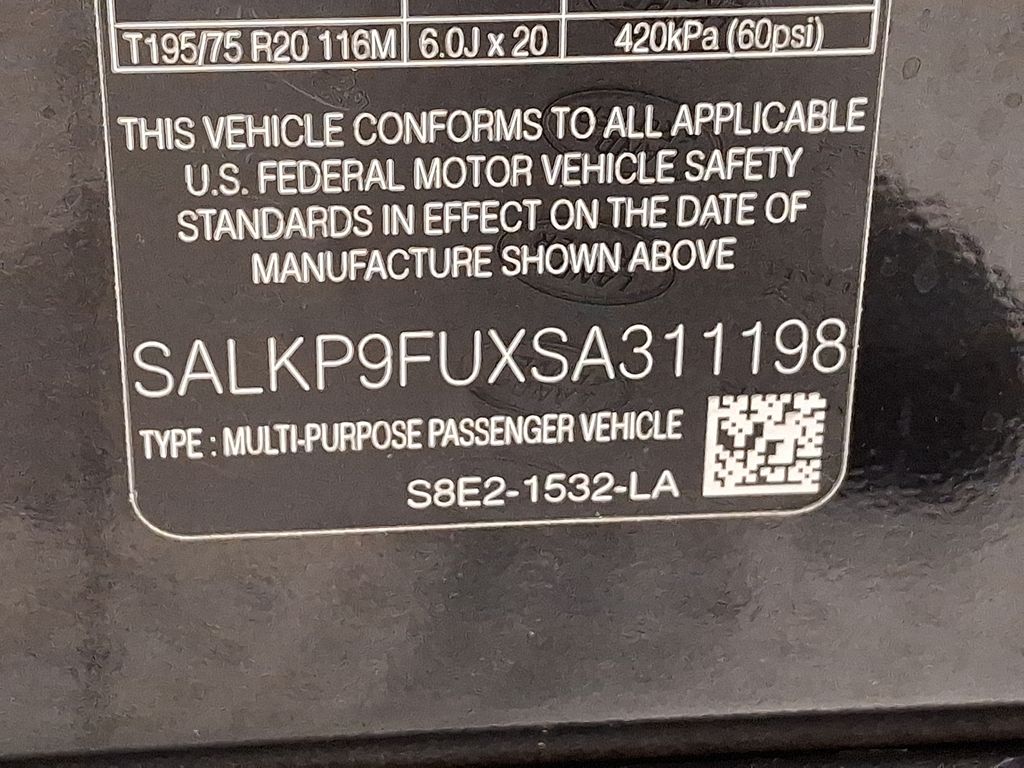 T195/75 R20 116M 6.0J x 20 420kPa (60psi)
THIS VEHICLE CONFORMS TO ALL APPLICABLE
U.S. FEDERAL MOTOR VEHICLE SAFETY
STANDARDS IN EFFECT ON THE DATE OF
MANUFACTURE SHOWN ABOVE
SALKP9FUXSA311198
TYPE : MULTI-PURPOSE PASSENGER VEHICLE
S8E2-1532-LA